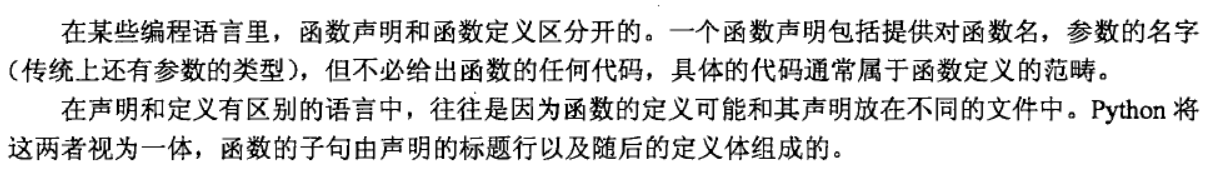 在某些编程语言里，函数声明和函数定义区分开的。一个函数声明包括提供对函数名，参数的名字
（传统上还有参数的类型），但不必给出函数的任何代码，具体的代码通常属于函数定义的范畴。
在声明和定义有区别的语言中，往往是因为函数的定义可能和其声明放在不同的文件中。Python 将
这两者视为一体，函数的子句由声明的标题行以及随后的定义体组成的。